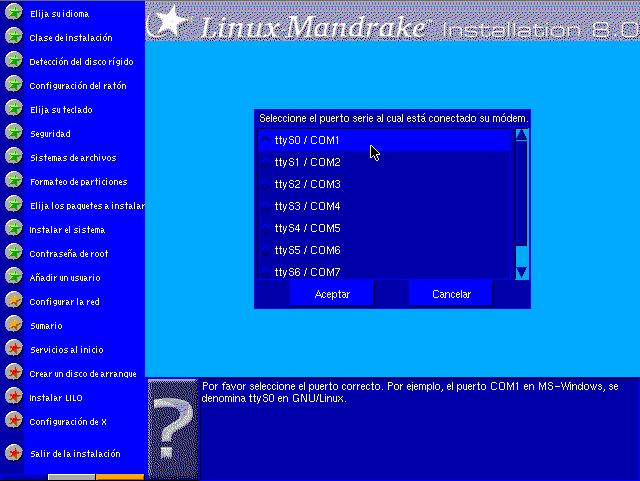 Elija su idioma
Clase de instalación
Detección del disco rígido
Configuración del ratón
Elija su teclado
Seguridad
Sistemas de archivos
Formateo de particiones
Elija los paquetes a instalar
Instalar el sistema
Contraseña de root
Añadir un usuario
Configurar la red
Sumario
Servicios al inicio
Crear un disco de arranque
Instalar LILO
Configuración de X
Salir de la instalación
Linux Mandrake™ Installation 8.0
Seleccione el puerto serie al cual está conectado su módem.
ttyS0 / COM1
ttyS1 / COM2
ttyS2 / COM3
ttyS3 / COM4
ttyS4 / COM5
ttyS5 / COM6
ttyS6 / COM7
Aceptar
Cancelar
Por favor seleccione el puerto correcto. Por ejemplo, el puerto COM1 en MS-Windows, se
denomina ttyS0 en GNU/Linux.